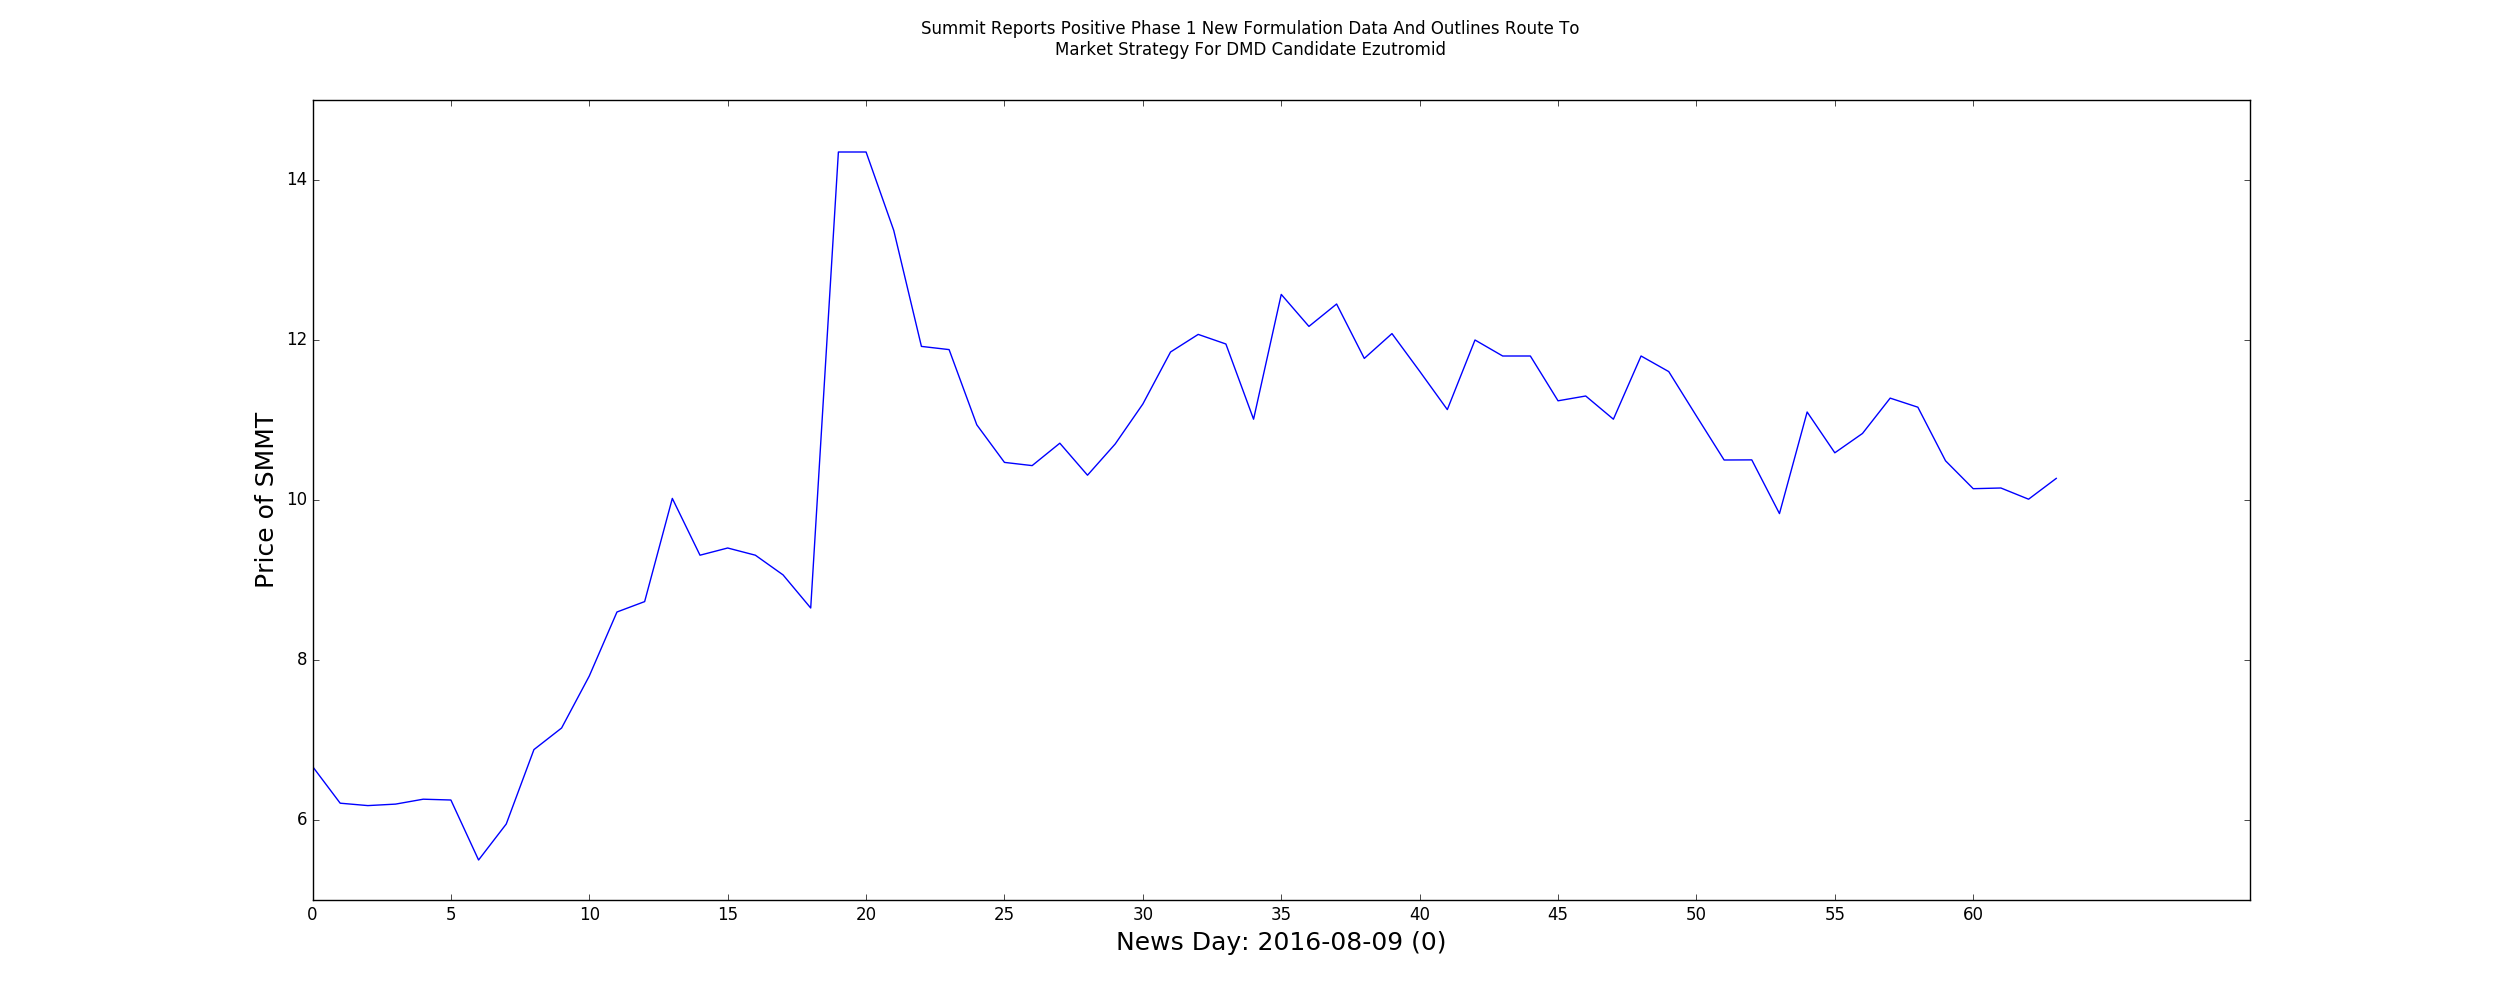 Summit Reports Positive Phase 1 New Formulation Data And Outlines Route To
Market Strategy For DMD Candidate Ezutromid
Price of SMMT
14
12
10
8
6
0 5 10 15 20 25 30 35 40 45 50 55 60
News Day: 2016-08-09 (0)